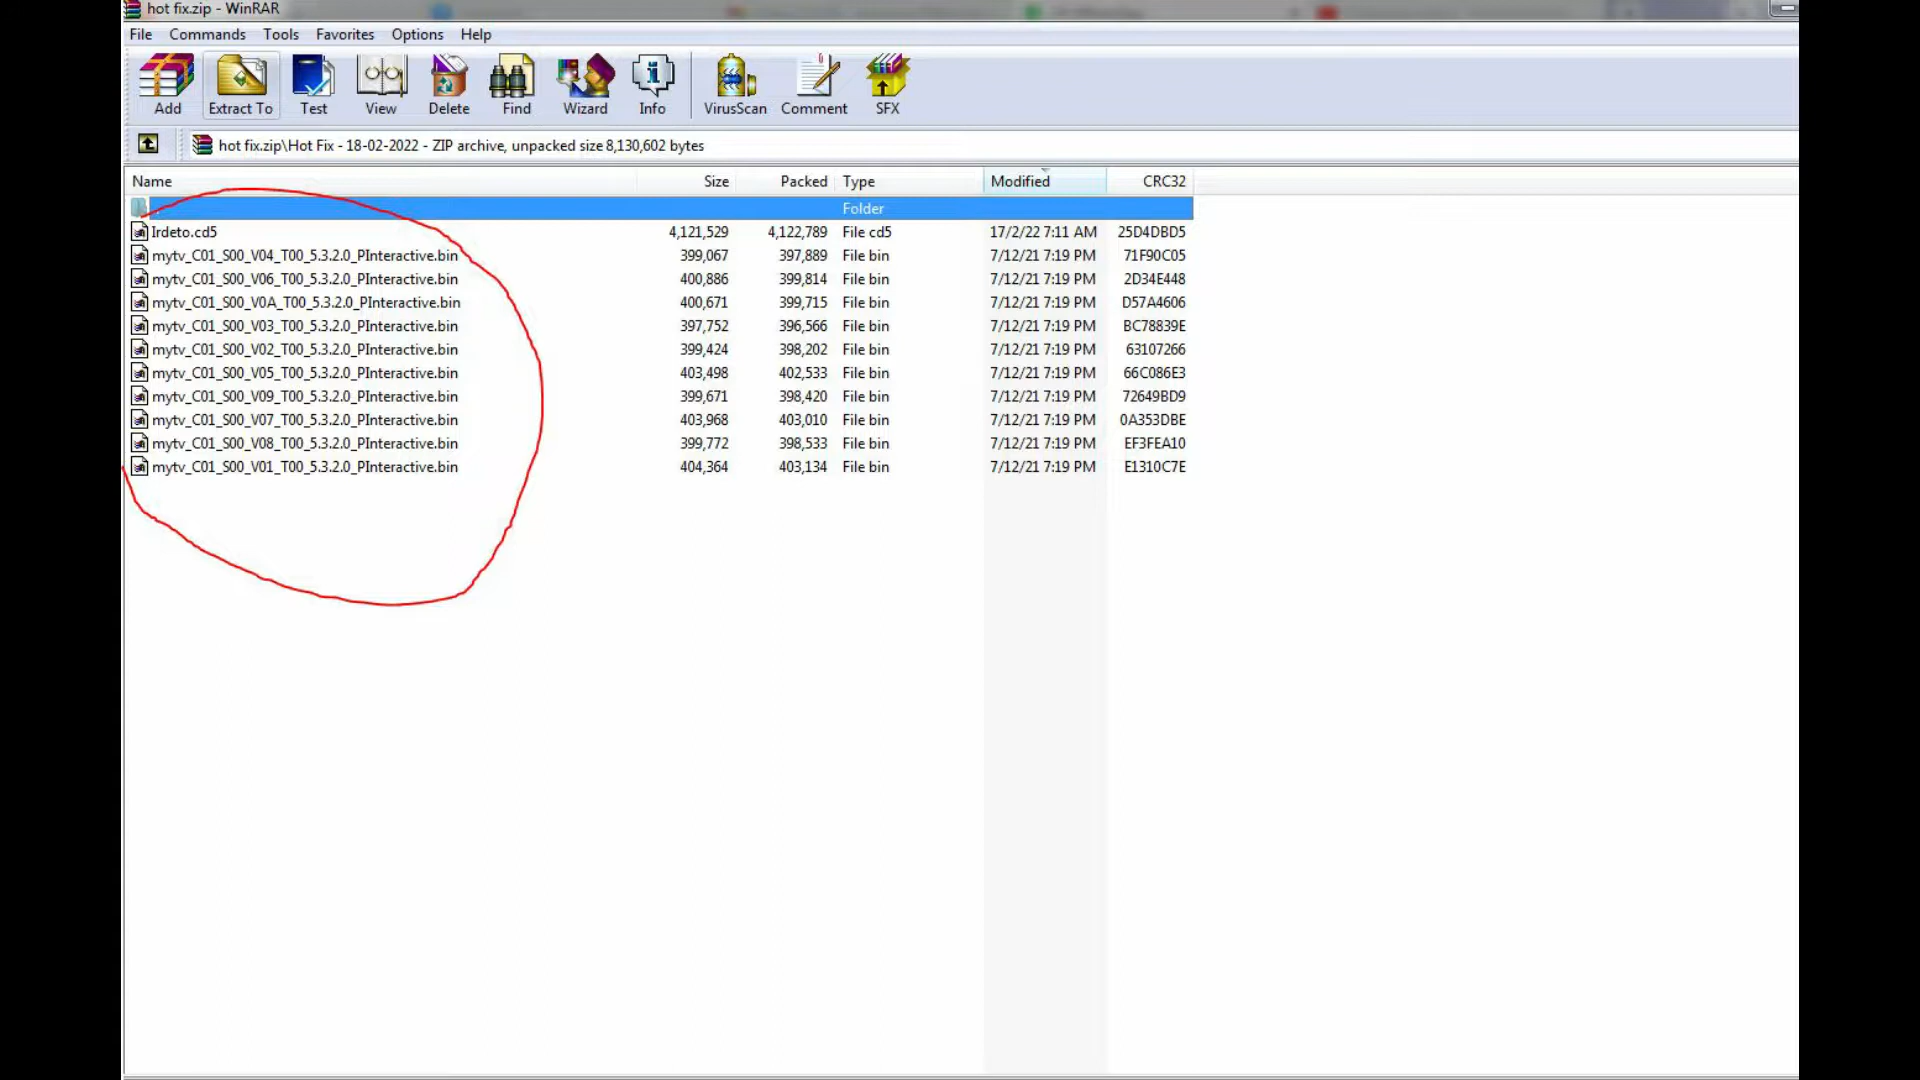 hot fix.zip - WinRAR
File Commands Tools Favorites Options Help
Add Extract To Test View Delete Find Wizard Info VirusScan Comment SFX
hot fix.zip\Hot Fix - 18-02-2022 - ZIP archive, unpacked size 8,130,602 bytes
Name Size Packed Type Modified CRC32
Folder
Irdeto.cd5 4,121,529 4,122,789 File cd5 17/2/22 7:11 AM 25D4DBD5
mytv_C01_S00_V04_T00_5.3.2.0_PInteractive.bin 399,067 397,889 File bin 7/12/21 7:19 PM 71F90C05
mytv_C01_S00_V06_T00_5.3.2.0_PInteractive.bin 400,886 399,814 File bin 7/12/21 7:19 PM 2D34E448
mytv_C01_S00_V0A_T00_5.3.2.0_PInteractive.bin 400,671 399,715 File bin 7/12/21 7:19 PM D57A4606
mytv_C01_S00_V03_T00_5.3.2.0_PInteractive.bin 397,752 396,566 File bin 7/12/21 7:19 PM BC78839E
mytv_C01_S00_V02_T00_5.3.2.0_PInteractive.bin 399,424 398,202 File bin 7/12/21 7:19 PM 63107266
mytv_C01_S00_V05_T00_5.3.2.0_PInteractive.bin 403,498 402,533 File bin 7/12/21 7:19 PM 66C086E3
mytv_C01_S00_V09_T00_5.3.2.0_PInteractive.bin 399,671 398,420 File bin 7/12/21 7:19 PM 72649BD9
mytv_C01_S00_V07_T00_5.3.2.0_PInteractive.bin 403,968 403,010 File bin 7/12/21 7:19 PM 0A353DBE
mytv_C01_S00_V08_T00_5.3.2.0_PInteractive.bin 399,772 398,533 File bin 7/12/21 7:19 PM EF3FEA10
mytv_C01_S00_V01_T00_5.3.2.0_PInteractive.bin 404,364 403,134 File bin 7/12/21 7:19 PM E1310C7E